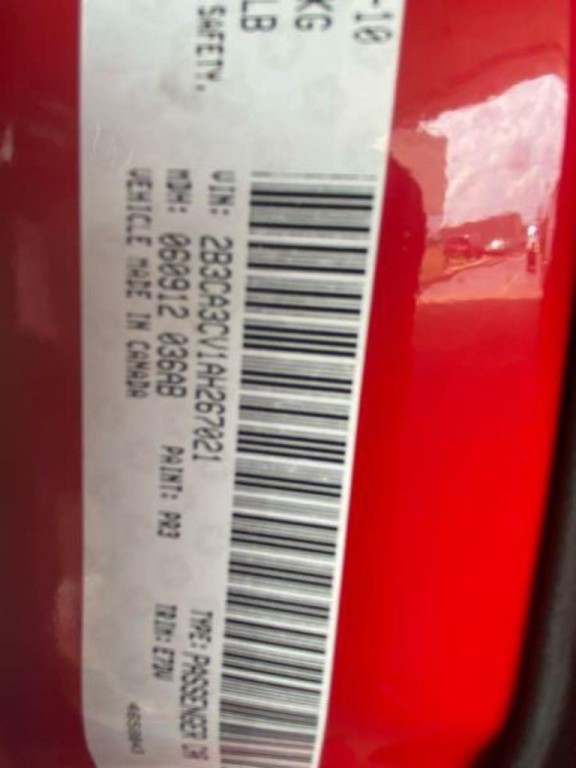 -10
KG
LB
SAFETY.
VIN: 2B3CA3CV1AH267021
MDH: 060912 036AB PAINT: PR3
VEHICLE MADE IN CANADA
TYPE: PASSENGER CAR
TRIM: E7DV